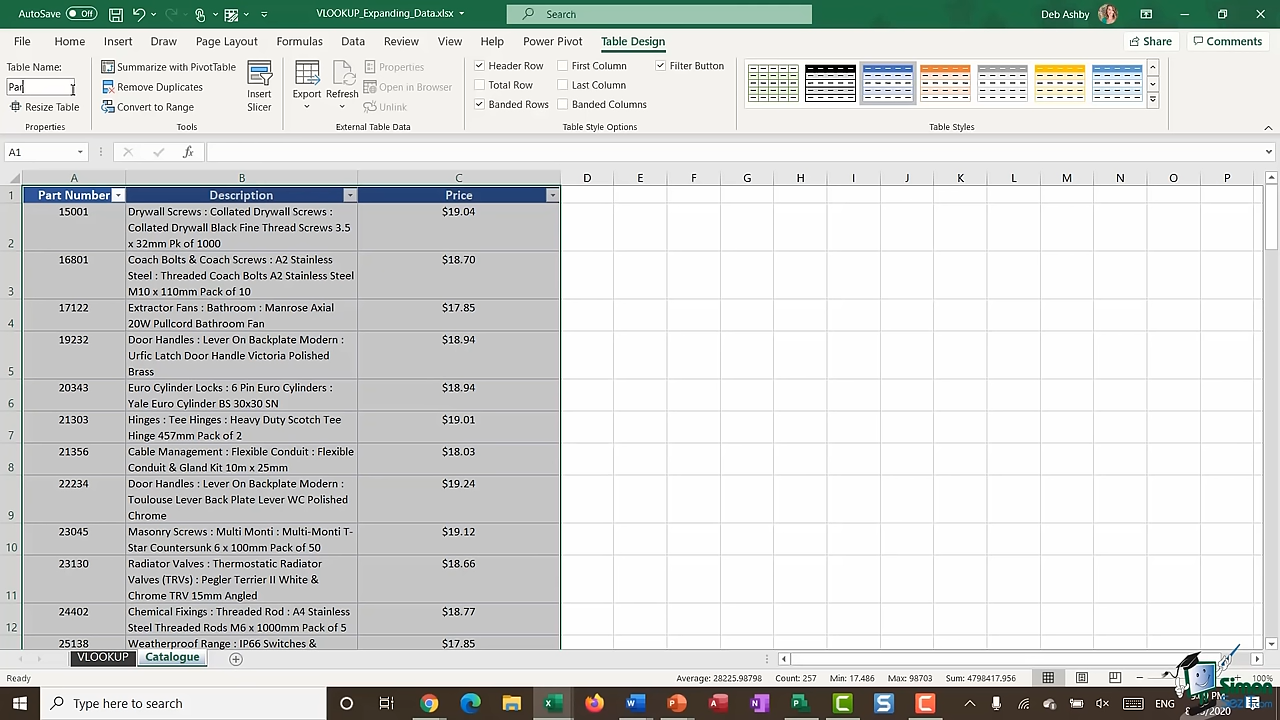 AutoSave Off VLOOKUP_Expanding_Data.xlsx Search Deb Ashby
File Home Insert Draw Page Layout Formulas Data Review View Help Power Pivot Table Design Share Comments
Table Name:
Par
Resize Table
Properties
Summarize with PivotTable
Remove Duplicates
Convert to Range
Insert
Slicer
Tools
Export
Refresh
Properties
Open in Browser
Unlink
External Table Data
Header Row First Column Filter Button
Total Row Last Column
Banded Rows Banded Columns
Table Style Options
Table Styles
A1 fx
A B C D E F G H I J K L M N O P
1 Part Number Description Price
15001 Drywall Screws : Collated Drywall Screws : $19.04
Collated Drywall Black Fine Thread Screws 3.5
2 x 32mm Pk of 1000
16801 Coach Bolts & Coach Screws : A2 Stainless $18.70
Steel : Threaded Coach Bolts A2 Stainless Steel
3 M10 x 110mm Pack of 10
17122 Extractor Fans : Bathroom : Manrose Axial $17.85
4 20W Pullcord Bathroom Fan
19232 Door Handles : Lever On Backplate Modern : $18.94
Urfic Latch Door Handle Victoria Polished
5 Brass
20343 Euro Cylinder Locks : 6 Pin Euro Cylinders : $18.94
6 Yale Euro Cylinder BS 30x30 SN
21303 Hinges : Tee Hinges : Heavy Duty Scotch Tee $19.01
7 Hinge 457mm Pack of 2
21356 Cable Management : Flexible Conduit : Flexible $18.03
8 Conduit & Gland Kit 10m x 25mm
22234 Door Handles : Lever On Backplate Modern : $19.24
Toulouse Lever Back Plate Lever WC Polished
9 Chrome
23045 Masonry Screws : Multi Monti : Multi-Monti T- $19.12
10 Star Countersunk 6 x 100mm Pack of 50
23130 Radiator Valves : Thermostatic Radiator $18.66
Valves (TRVs) : Pegler Terrier II White &
11 Chrome TRV 15mm Angled
24402 Chemical Fixings : Threaded Rod : A4 Stainless $18.77
12 Steel Threaded Rods M6 x 1000mm Pack of 5
25138 Weatherproof Range : IP66 Switches & $17.85
VLOOKUP Catalogue
Ready Average: 28225.98798 Count: 257 Min: 17.486 Max: 98703 Sum: 4798417.956 100%
Type here to search ENG